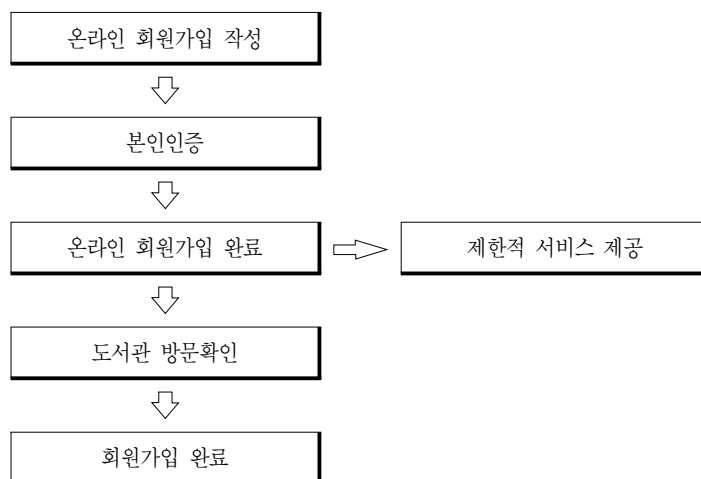 온라인 회원가입 작성
본인인증
온라인 회원가입 완료
제한적 서비스 제공
도서관 방문확인
회원가입 완료